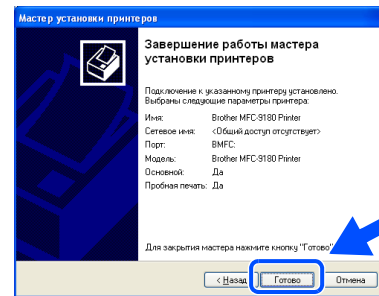 Мастер установки принтеров
Завершение работы мастера
установки принтеров
Подключение к указанному принтеру установлено.
Выбраны следующие параметры принтера:
Имя: Brother MFC-9180 Printer
Сетевое имя: <Общий доступ отсутствует>
Порт: BMFC:
Модель: Brother MFC-9180 Printer
Основной: Да
Пробная печать: Да
Для закрытия мастера нажмите кнопку "Готово"
< Назад Готово Отмена